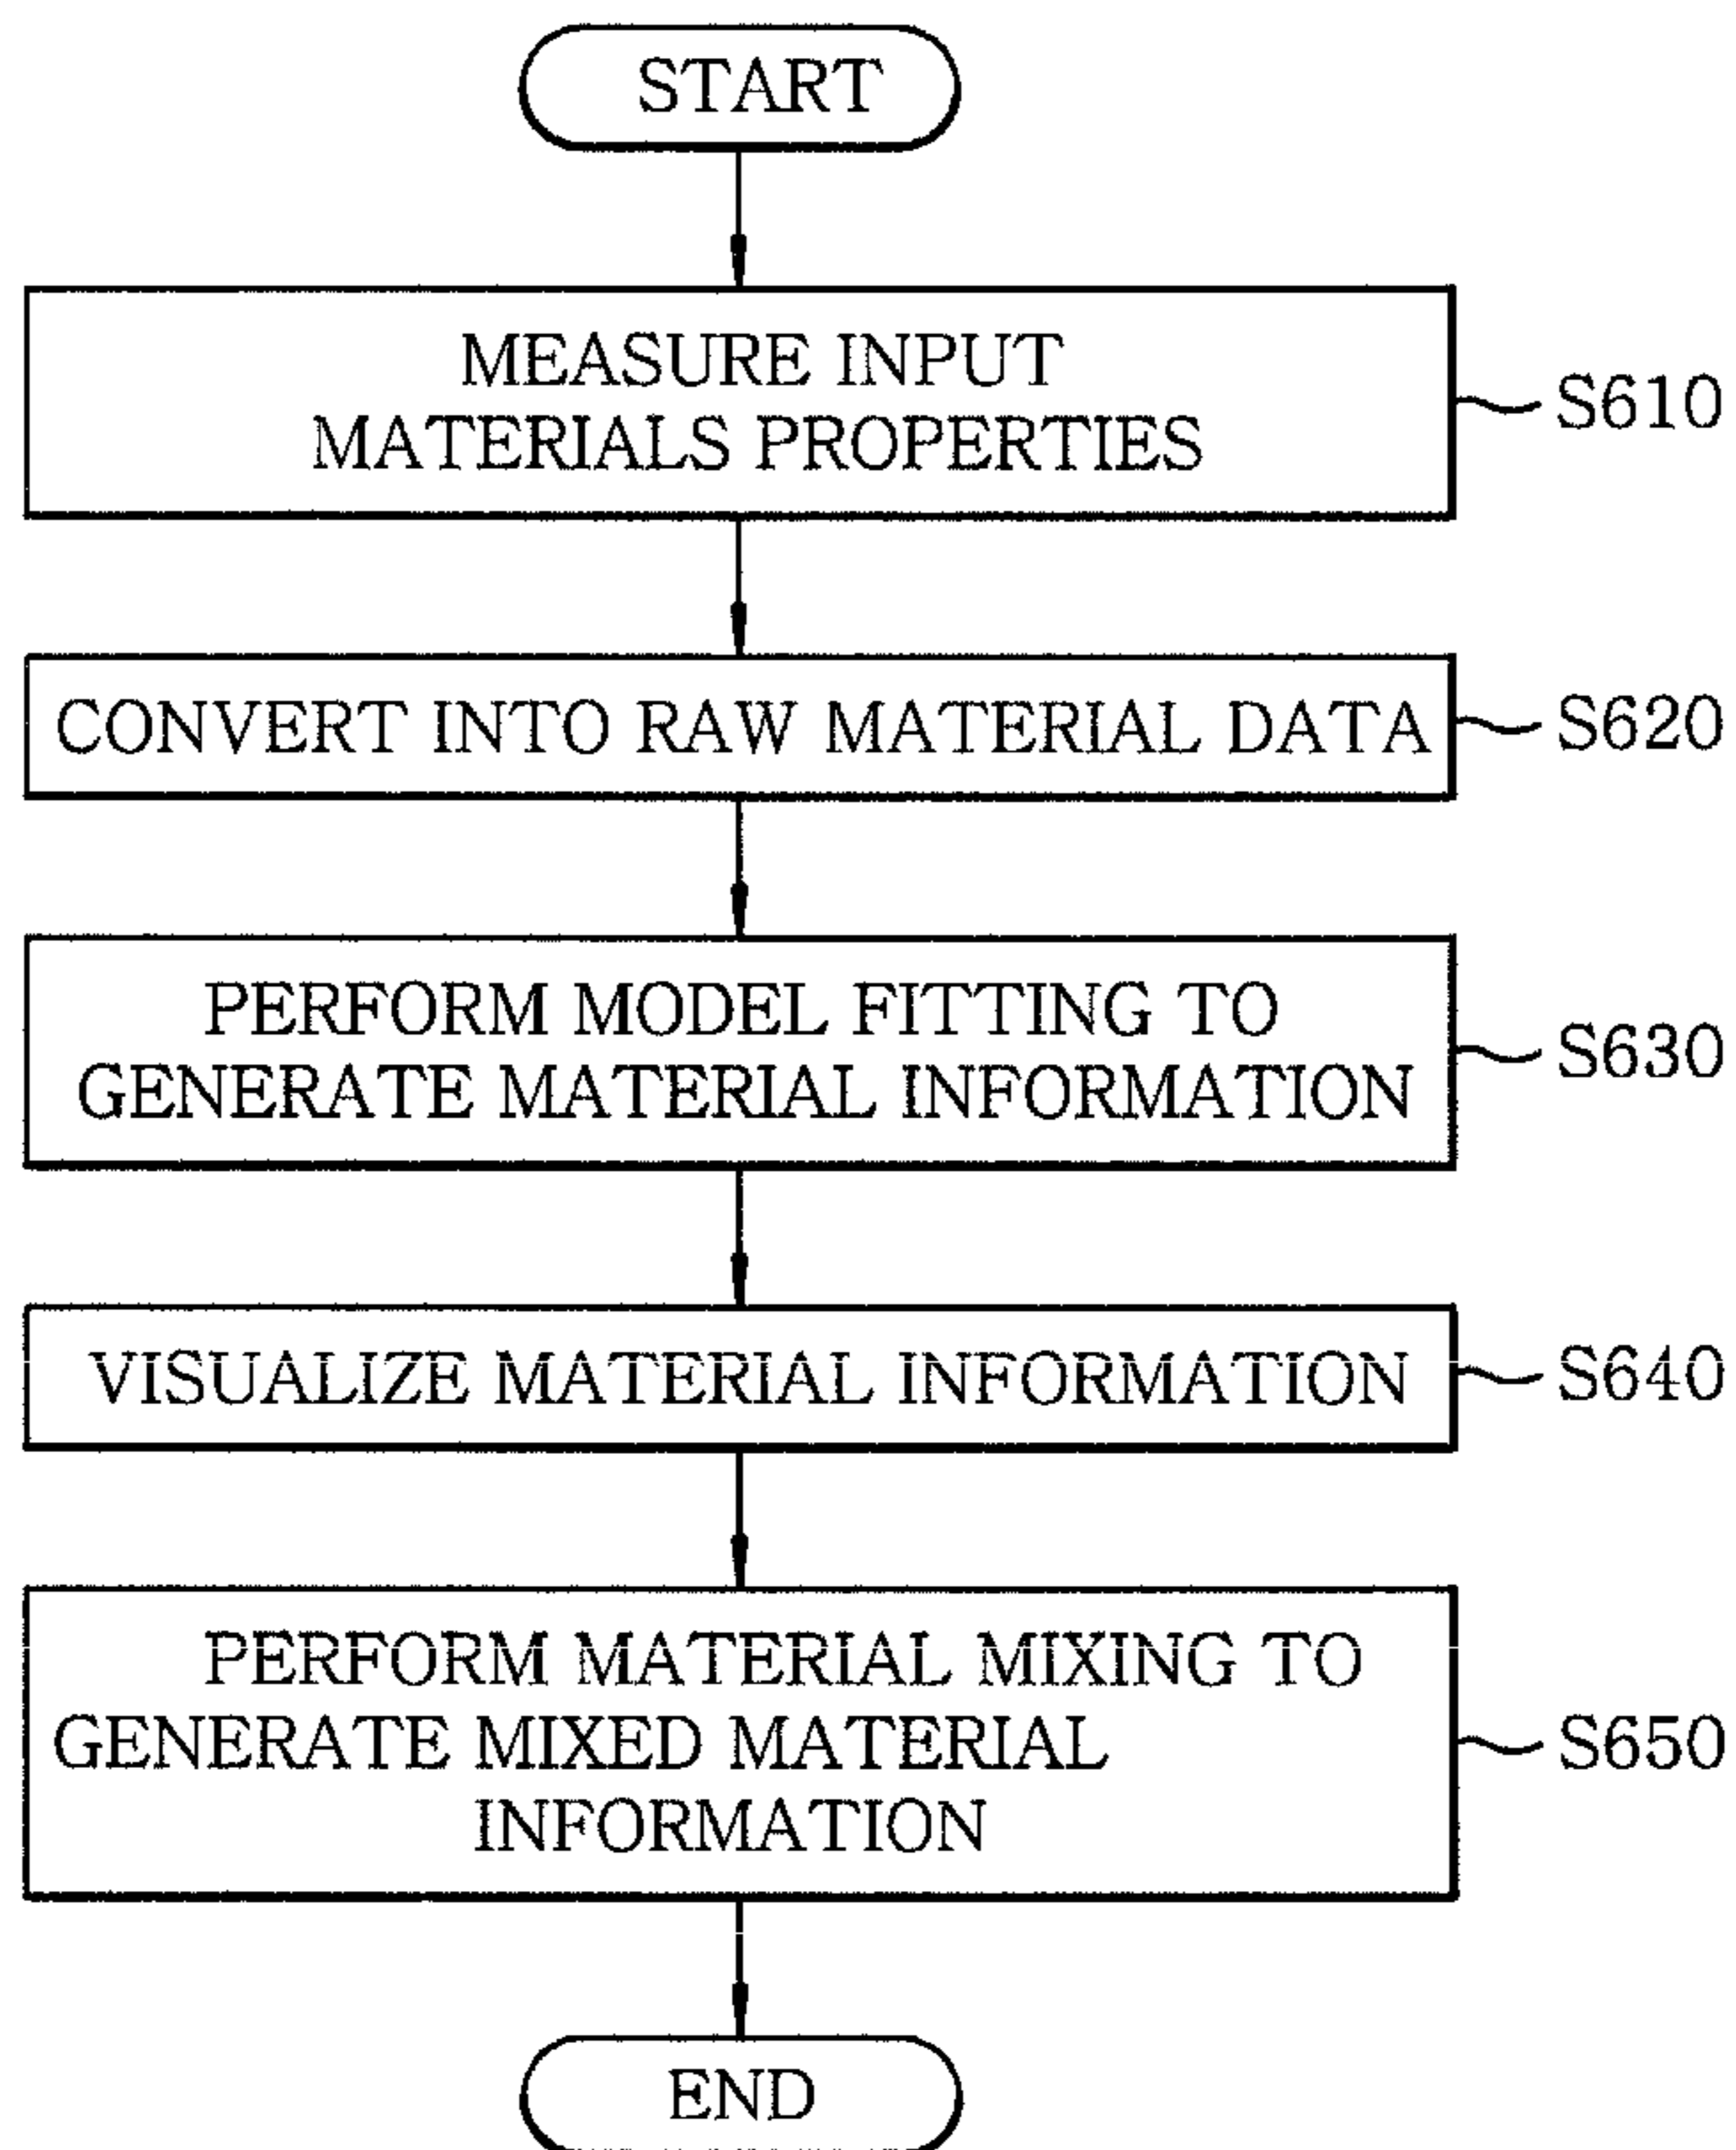 START
MEASURE INPUT
MATERIALS PROPERTIES
S610
CONVERT INTO RAW MATERIAL DATA
S620
PERFORM MODEL FITTING TO
GENERATE MATERIAL INFORMATION
S630
VISUALIZE MATERIAL INFORMATION
S640
PERFORM MATERIAL MIXING TO
GENERATE MIXED MATERIAL
INFORMATION
S650
END